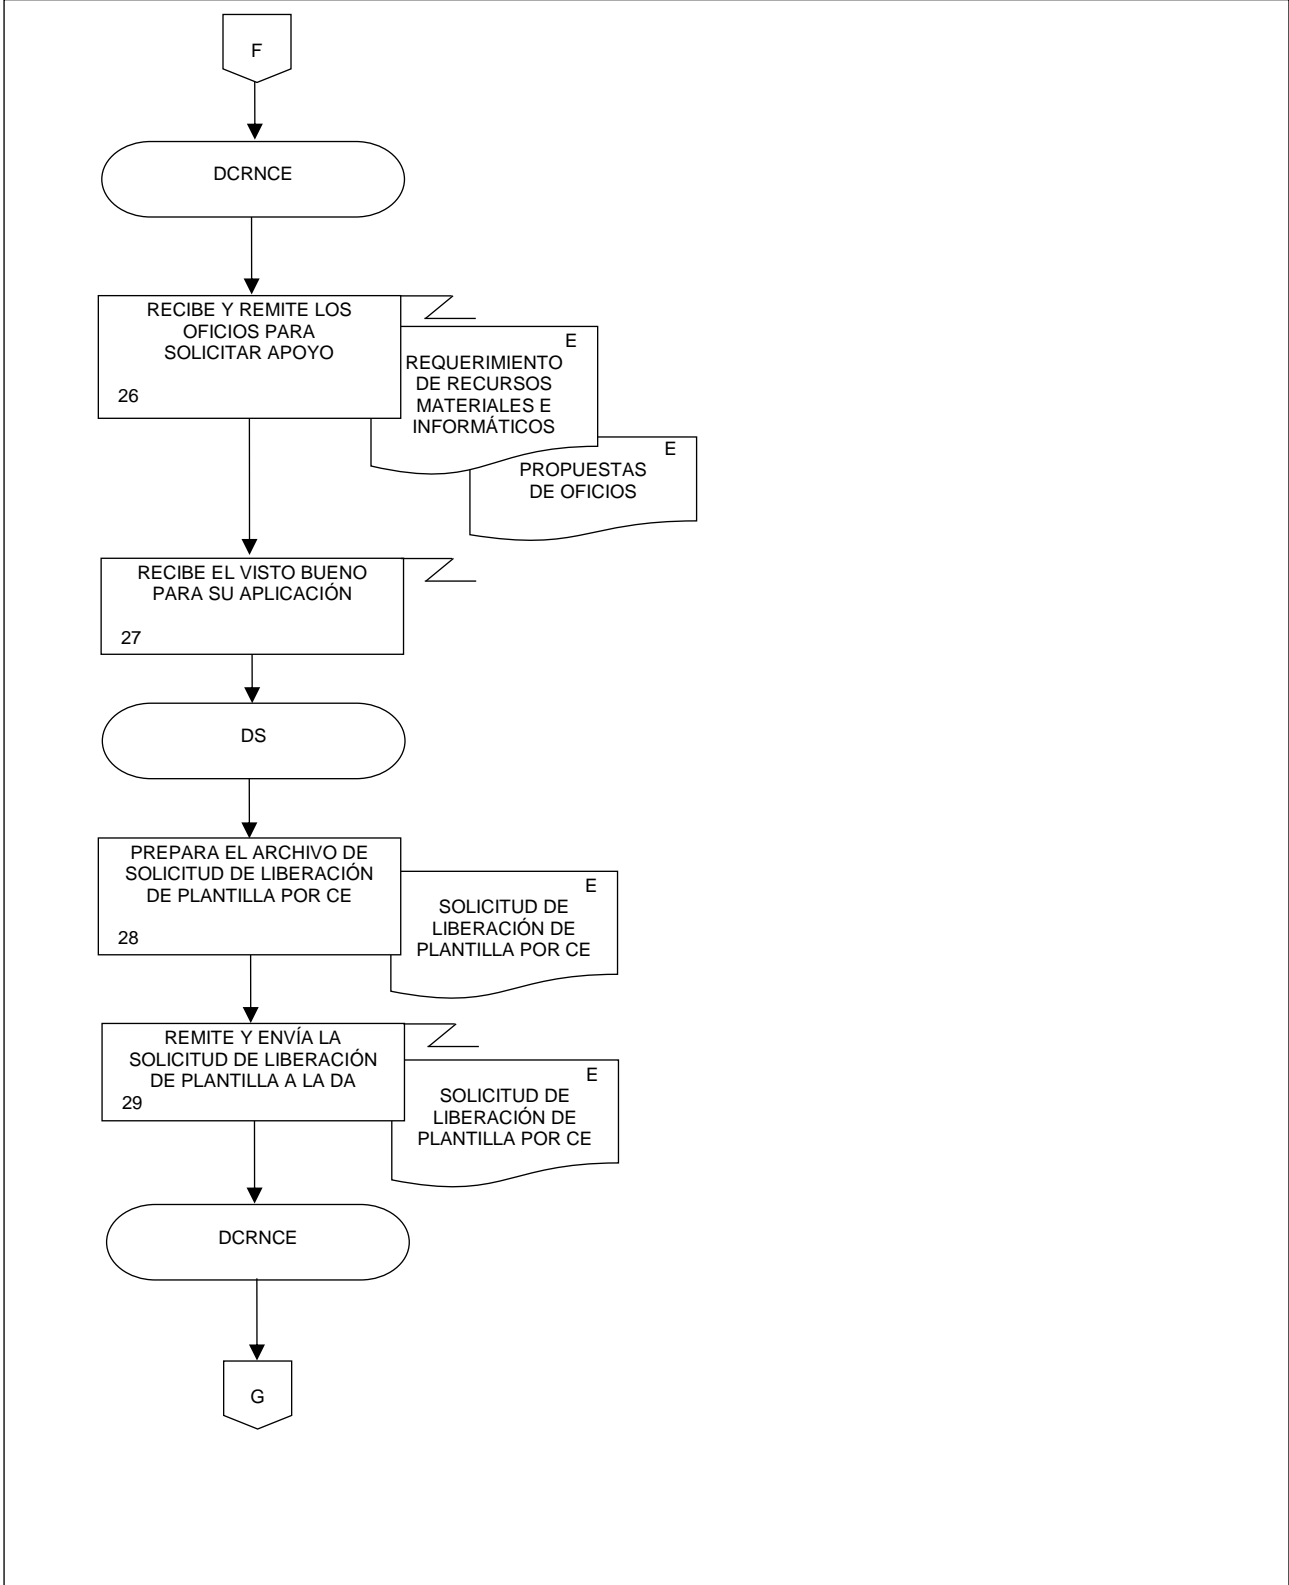 F
DCRNCE
RECIBE Y REMITE LOS
OFICIOS PARA
SOLICITAR APOYO
26
E
REQUERIMIENTO
DE RECURSOS
MATERIALES E
INFORMÁTICOS
E
PROPUESTAS
DE OFICIOS
RECIBE EL VISTO BUENO
PARA SU APLICACIÓN
27
DS
PREPARA EL ARCHIVO DE
SOLICITUD DE LIBERACIÓN
DE PLANTILLA POR CE
28
E
SOLICITUD DE
LIBERACIÓN DE
PLANTILLA POR CE
REMITE Y ENVÍA LA
SOLICITUD DE LIBERACIÓN
DE PLANTILLA A LA DA
29
E
SOLICITUD DE
LIBERACIÓN DE
PLANTILLA POR CE
DCRNCE
G